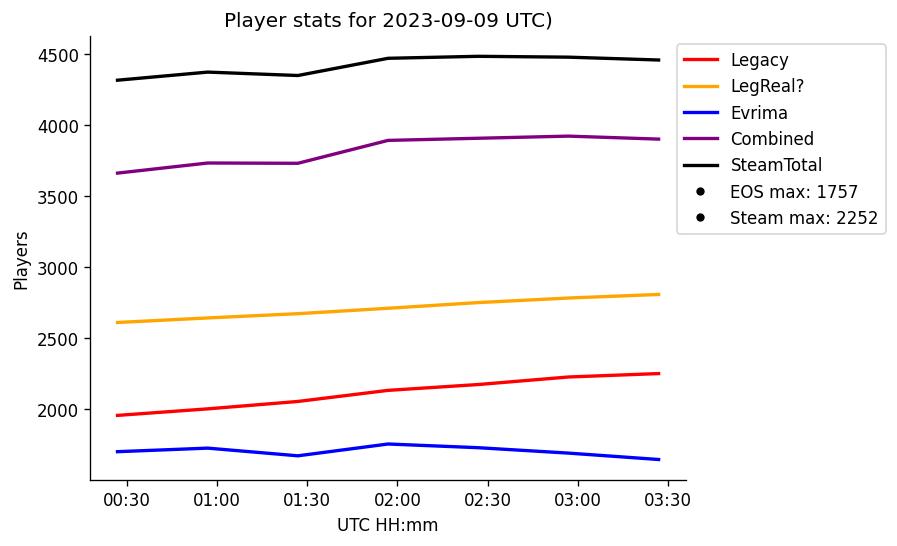 Player stats for 2023-09-09 UTC)
4500
4000
3500
3000
2500
2000
Players
00:30 01:00 01:30 02:00 02:30 03:00 03:30
UTC HH:mm
Legacy
LegReal?
Evrima
Combined
SteamTotal
EOS max: 1757
Steam max: 2252